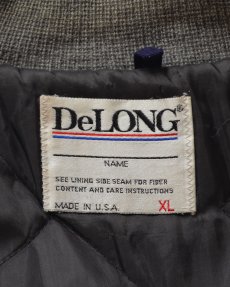 DeLONG®
NAME
SEE LINING SIDE SEAM FOR FIBER
CONTENT AND CARE INSTRUCTIONS
MADE IN U.S.A. XL